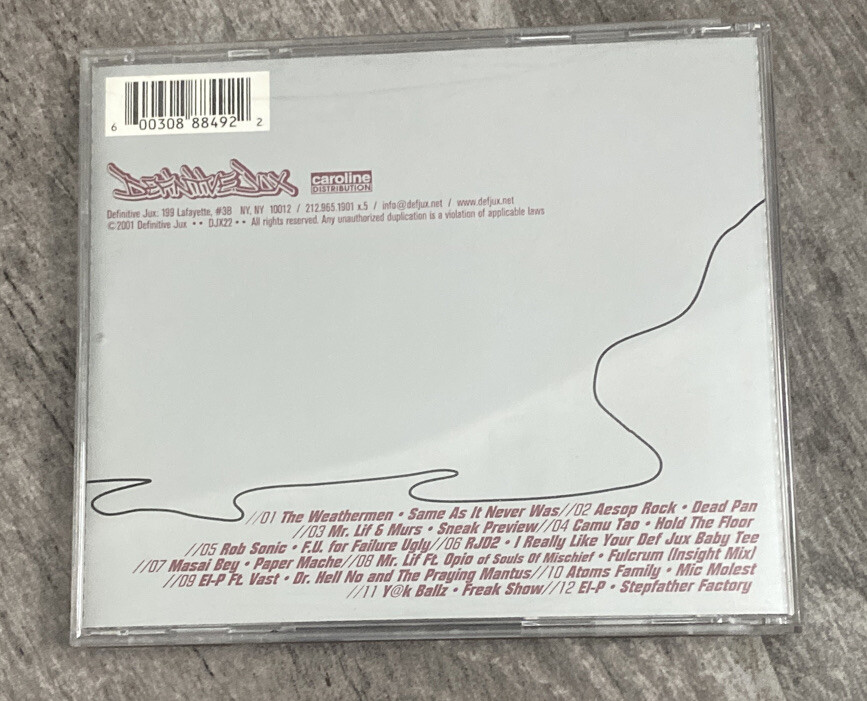 6 00308 88492 2
DEFINITIVE JUX
caroline
DISTRIBUTION
Definitive Jux: 199 Lafayette, #3B NY, NY 10012 / 212.965.1901 x.5 / info@defjux.net / www.defjux.net
©2001 Definitive Jux •• DJX22 •• All rights reserved. Any unauthorized duplication is a violation of applicable laws
//01 The Weathermen • Same As It Never Was//02 Aesop Rock • Dead Pan
//03 Mr. Lif & Murs • Sneak Preview//04 Camu Tao • Hold The Floor
//05 Rob Sonic • F.U. for Failure Ugly//06 RJD2 • I Really Like Your Def Jux Baby Tee
//07 Masai Bey • Paper Mache//08 Mr. Lif Ft. Opio of Souls Of Mischief • Fulcrum (Insight Mix)
//09 El-P Ft. Vast • Dr. Hell No and The Praying Mantus//10 Atoms Family • Mic Molest
//11 Y@k Ballz • Freak Show//12 El-P • Stepfather Factory